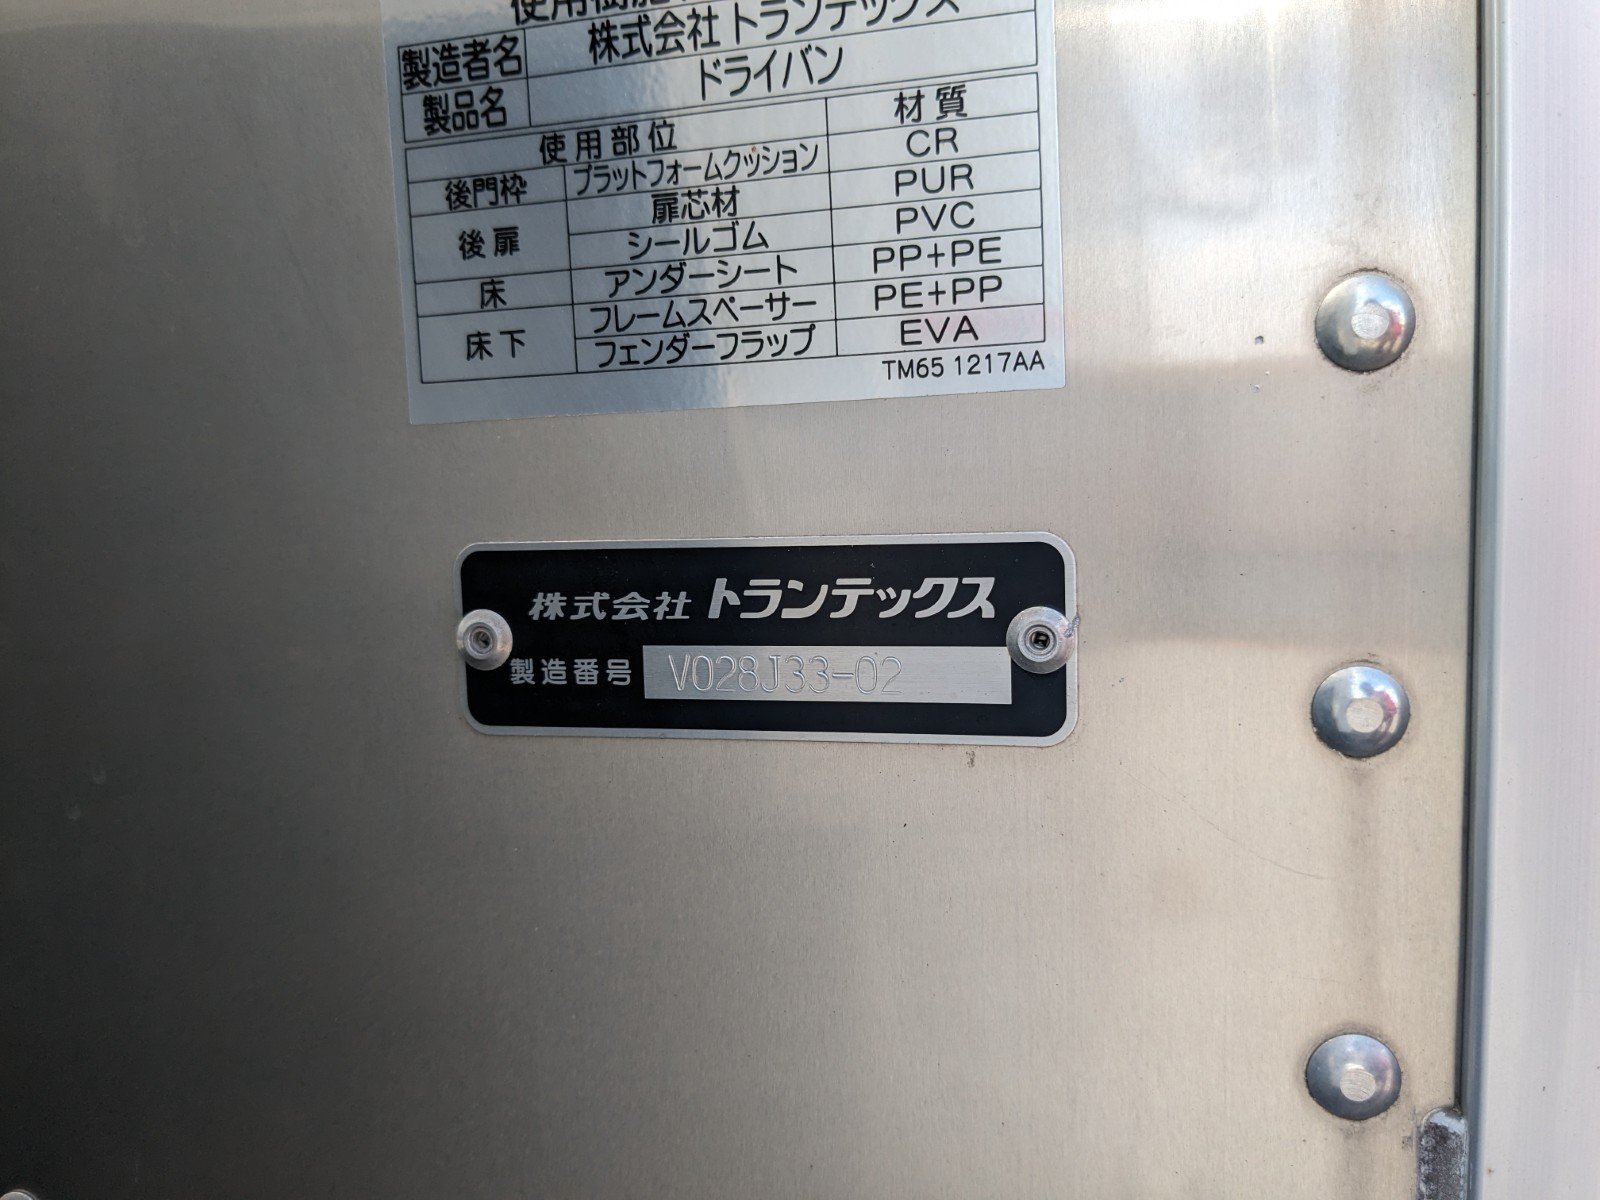 使用樹脂
製造者名 株式会社 トランテックス
製品名 ドライバン
使用部位 材質
後門枠 プラットフォームクッション CR
後扉 扉芯材 PUR
シールゴム PVC
床 アンダーシート PP+PE
床下 フレームスペーサー PE+PP
フェンダーフラップ EVA
TM65 1217AA
株式会社 トランテックス
製造番号 V028J33-02